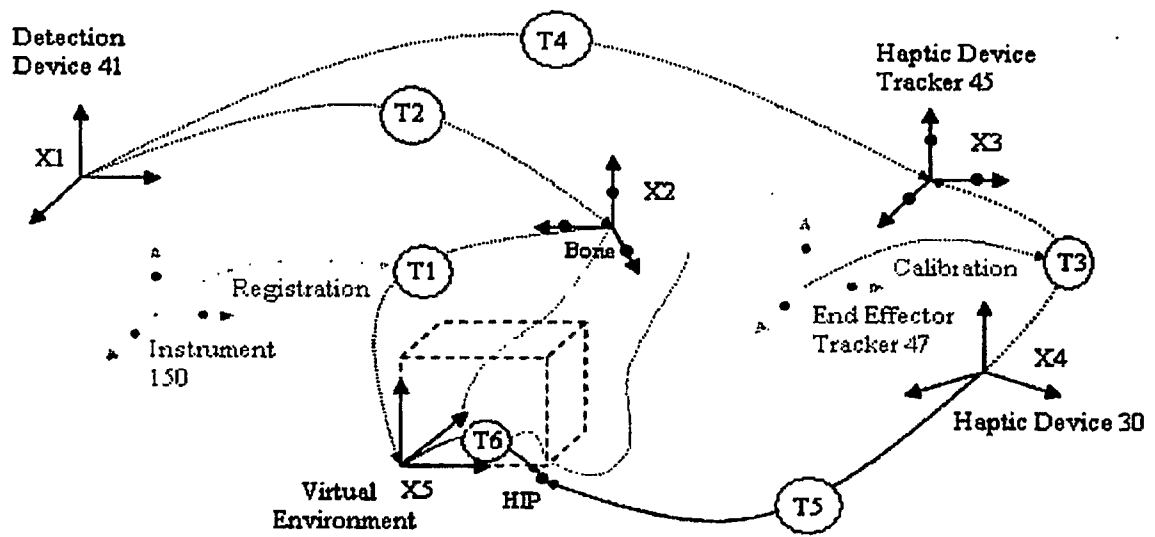 Detection
Device 41
T4
Haptic Device
Tracker 45
T2
X1
X3
X2
Bone
T1
Registration
Calibration
T3
Instrument
150
End Effector
Tracker 47
X4
Haptic Device 30
T6
X5
HIP
Virtual
Environment
T5